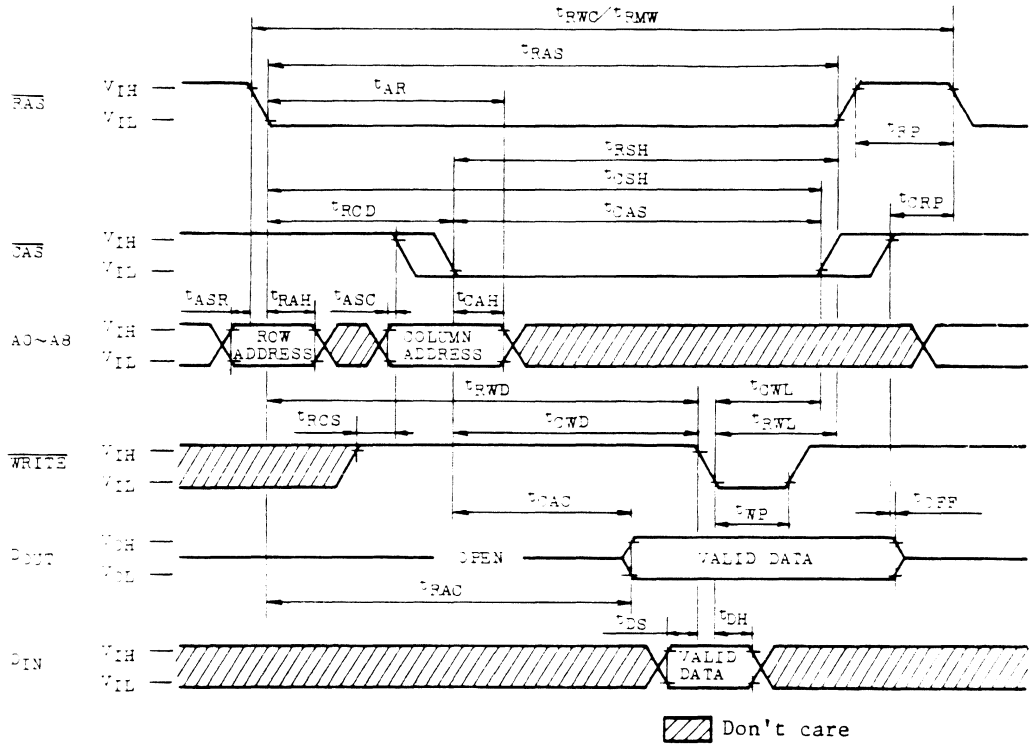 tRWC/tRMW
tRAS
tAR
RAS
VIH
VIL
tRP
tRSH
tCSH
tRCD
tCAS
tCRP
CAS
VIH
VIL
tASR
tRAH
tASC
tCAH
A0~A8
VIH
VIL
ROW
ADDRESS
COLUMN
ADDRESS
tRWD
tCWL
tRCS
tCWD
tRWL
WRITE
VIH
VIL
tCAC
tWP
tOFF
DOUT
VOH
VOL
OPEN
VALID DATA
tRAC
tDS
tDH
DIN
VIH
VIL
VALID
DATA
Don't care